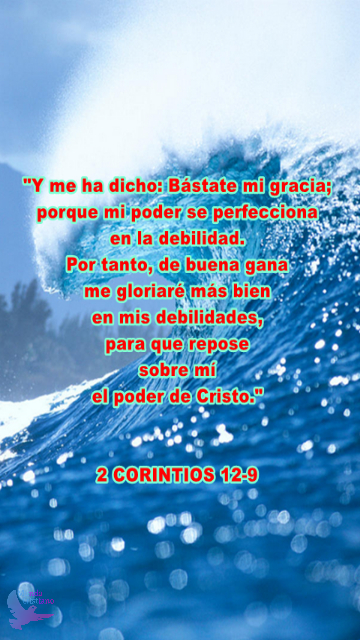 "Y me ha dicho: Bástate mi gracia;
porque mi poder se perfecciona
en la debilidad.
Por tanto, de buena gana
me gloriaré más bien
en mis debilidades,
para que repose
sobre mí
el poder de Cristo."
2 CORINTIOS 12-9